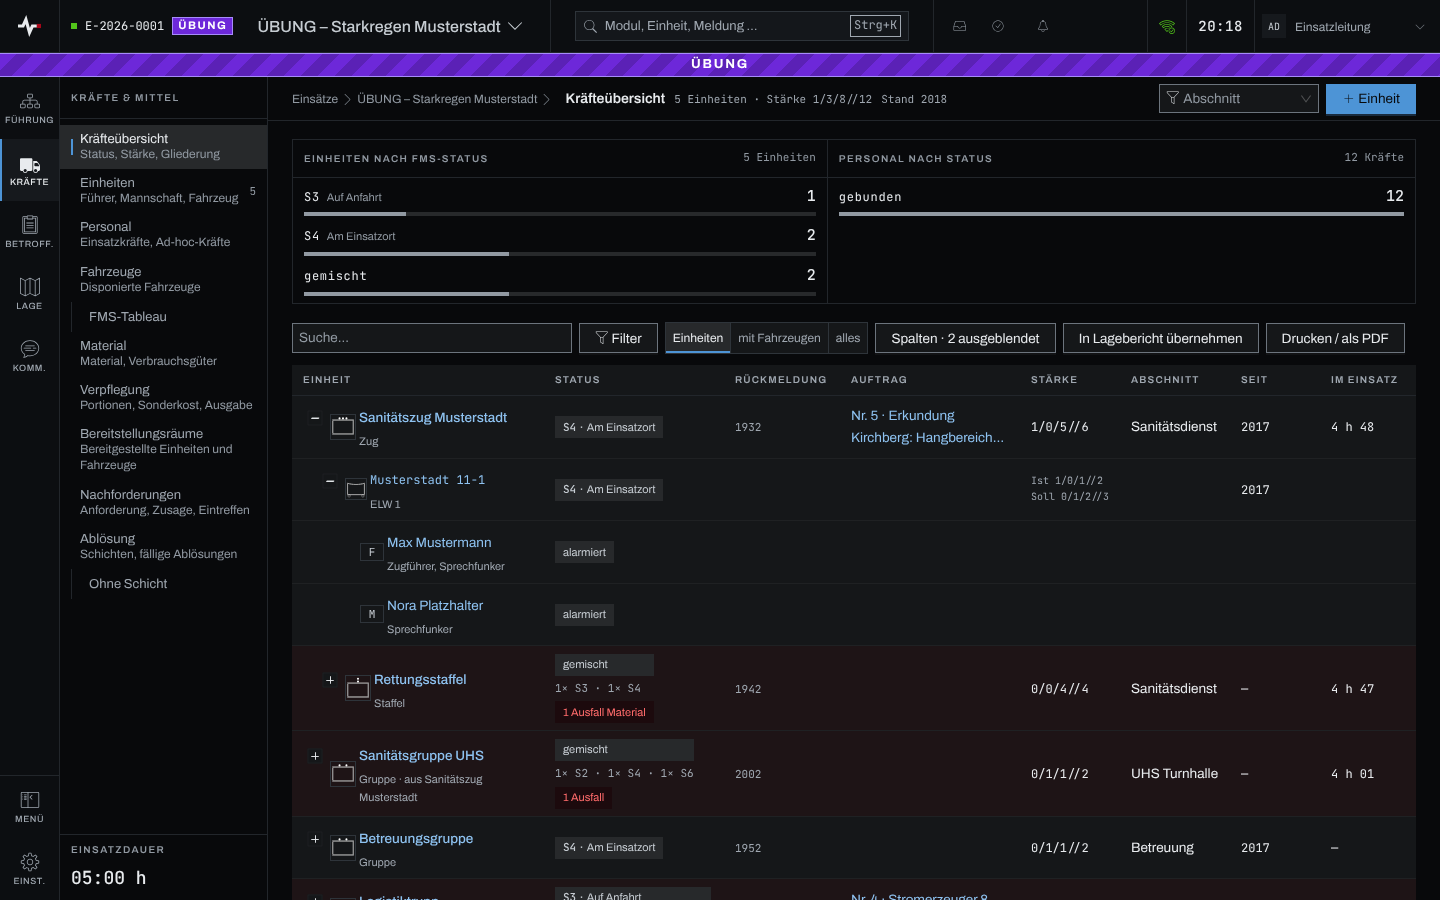 E-2026-0001 ÜBUNG ÜBUNG – Starkregen Musterstadt Modul, Einheit, Meldung ... Strg+K 20:18 AD Einsatzleitung
ÜBUNG
FÜHRUNG
KRÄFTE
BETROFF.
LAGE
KOMM.
MENÜ
EINST.
KRÄFTE & MITTEL
Kräfteübersicht
Status, Stärke, Gliederung
Einheiten
Führer, Mannschaft, Fahrzeug 5
Personal
Einsatzkräfte, Ad-hoc-Kräfte
Fahrzeuge
Disponierte Fahrzeuge
FMS-Tableau
Material
Material, Verbrauchsgüter
Verpflegung
Portionen, Sonderkost, Ausgabe
Bereitstellungsräume
Bereitgestellte Einheiten und
Fahrzeuge
Nachforderungen
Anforderung, Zusage, Eintreffen
Ablösung
Schichten, fällige Ablösungen
Ohne Schicht
EINSATZDAUER
05:00 h
Einsätze ÜBUNG – Starkregen Musterstadt Kräfteübersicht 5 Einheiten · Stärke 1/3/8//12 Stand 2018 Abschnitt + Einheit
EINHEITEN NACH FMS-STATUS 5 Einheiten
S3 Auf Anfahrt 1
S4 Am Einsatzort 2
gemischt 2
PERSONAL NACH STATUS 12 Kräfte
gebunden 12
Suche... Filter Einheiten mit Fahrzeugen alles Spalten · 2 ausgeblendet In Lagebericht übernehmen Drucken / als PDF
EINHEIT STATUS RÜCKMELDUNG AUFTRAG STÄRKE ABSCHNITT SEIT IM EINSATZ
Sanitätszug Musterstadt
Zug
S4 · Am Einsatzort 1932
Nr. 5 · Erkundung
Kirchberg: Hangbereich...
1/0/5//6 Sanitätsdienst 2017 4 h 48
Musterstadt 11-1
ELW 1
S4 · Am Einsatzort
Ist 1/0/1//2
Soll 0/1/2//3
2017
F Max Mustermann
Zugführer, Sprechfunker
alarmiert
M Nora Platzhalter
Sprechfunker
alarmiert
Rettungsstaffel
Staffel
gemischt
1× S3 · 1× S4
1 Ausfall Material
1942 0/0/4//4 Sanitätsdienst – 4 h 47
Sanitätsgruppe UHS
Gruppe · aus Sanitätszug
Musterstadt
gemischt
1× S2 · 1× S4 · 1× S6
1 Ausfall
2002 0/1/1//2 UHS Turnhalle – 4 h 01
Betreuungsgruppe
Gruppe
S4 · Am Einsatzort 1952 0/1/1//2 Betreuung 2017 –
Logistiktrupp S3 · Auf Anfahrt Nr. 4 · Stromerzeuger 8